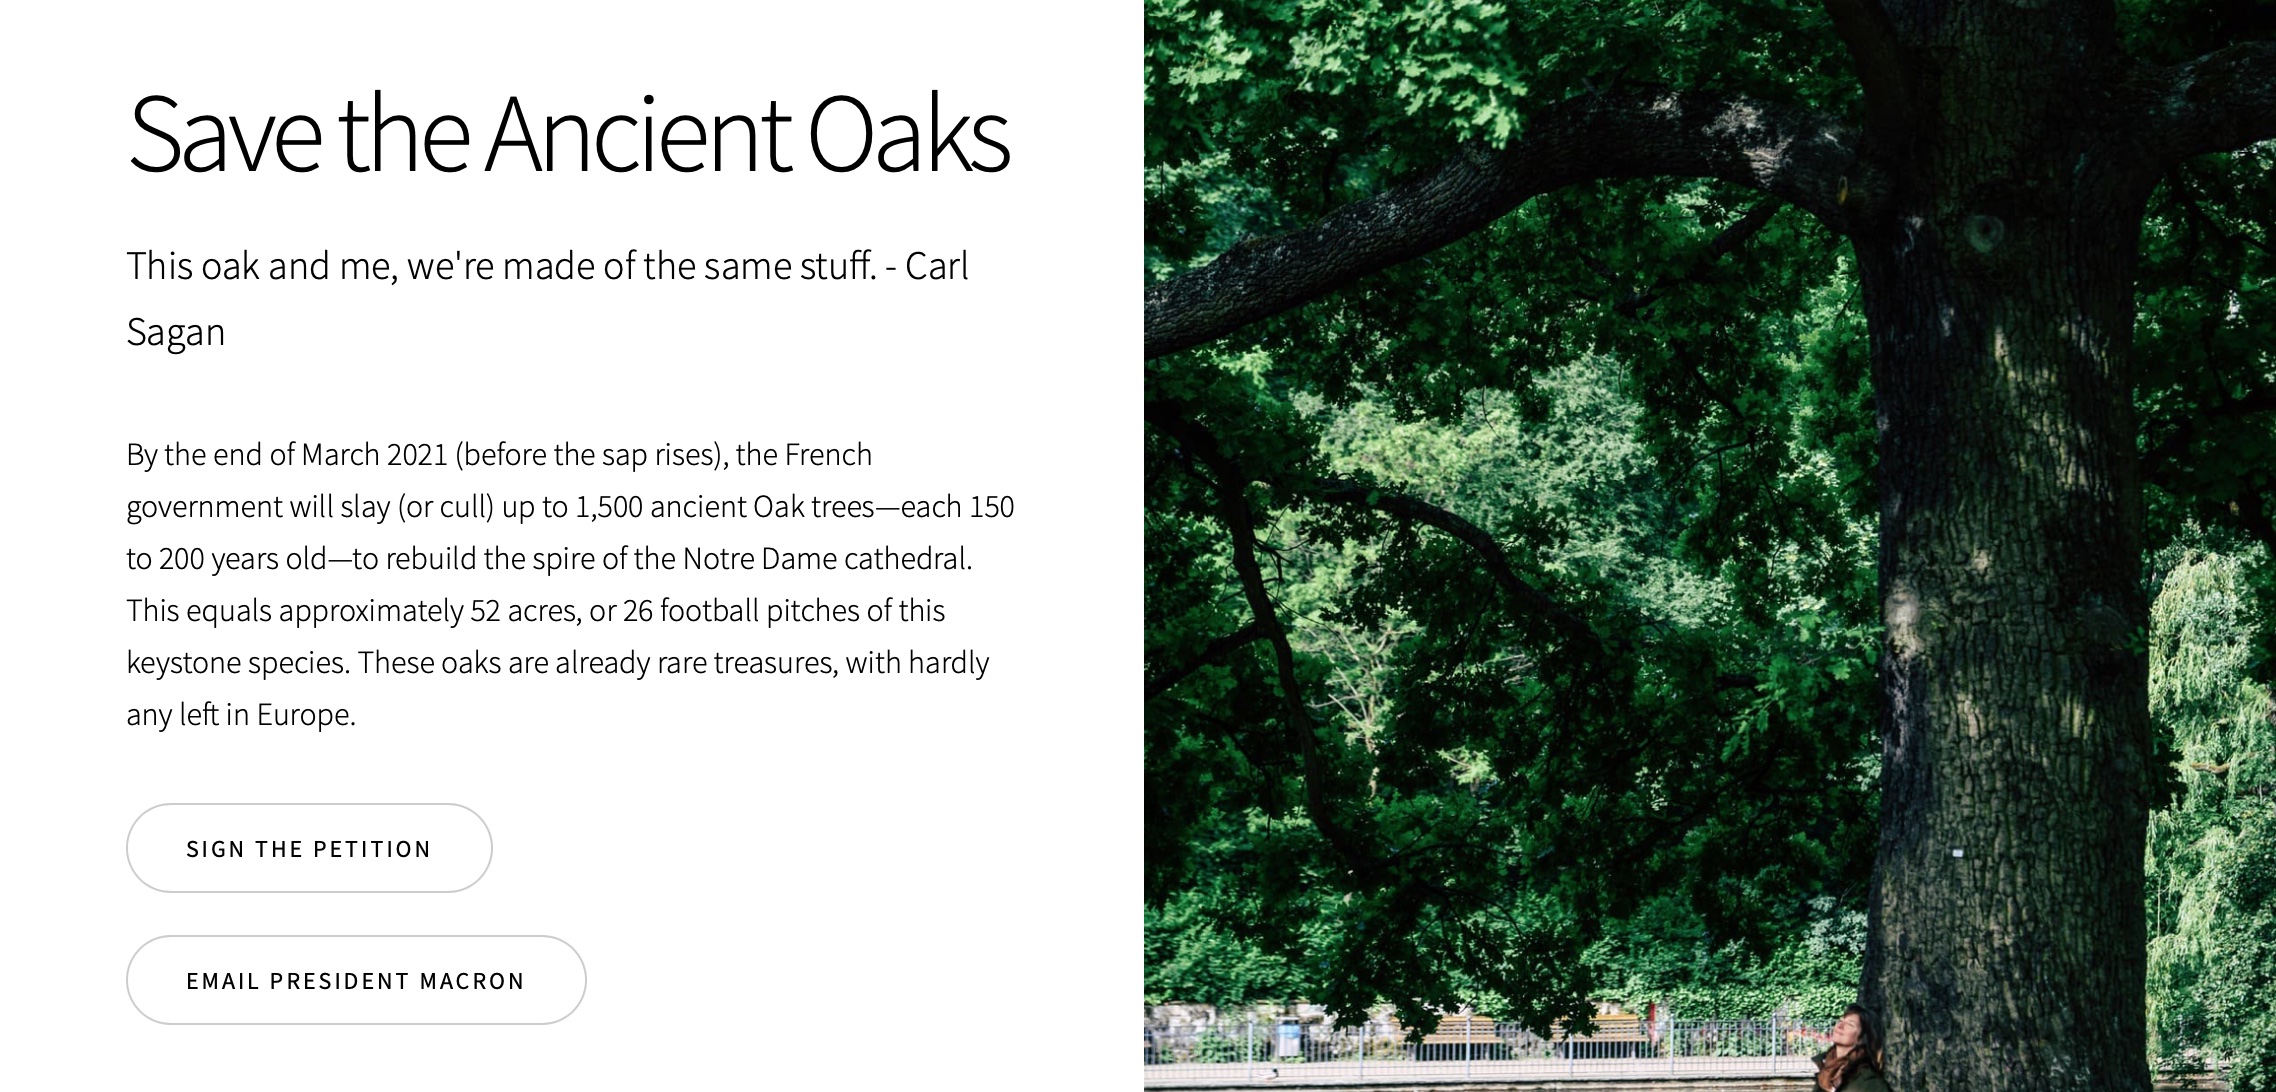 Save the Ancient Oaks
This oak and me, we're made of the same stuff. - Carl
Sagan
By the end of March 2021 (before the sap rises), the French
government will slay (or cull) up to 1,500 ancient Oak trees—each 150
to 200 years old—to rebuild the spire of the Notre Dame cathedral.
This equals approximately 52 acres, or 26 football pitches of this
keystone species. These oaks are already rare treasures, with hardly
any left in Europe.
SIGN THE PETITION
EMAIL PRESIDENT MACRON